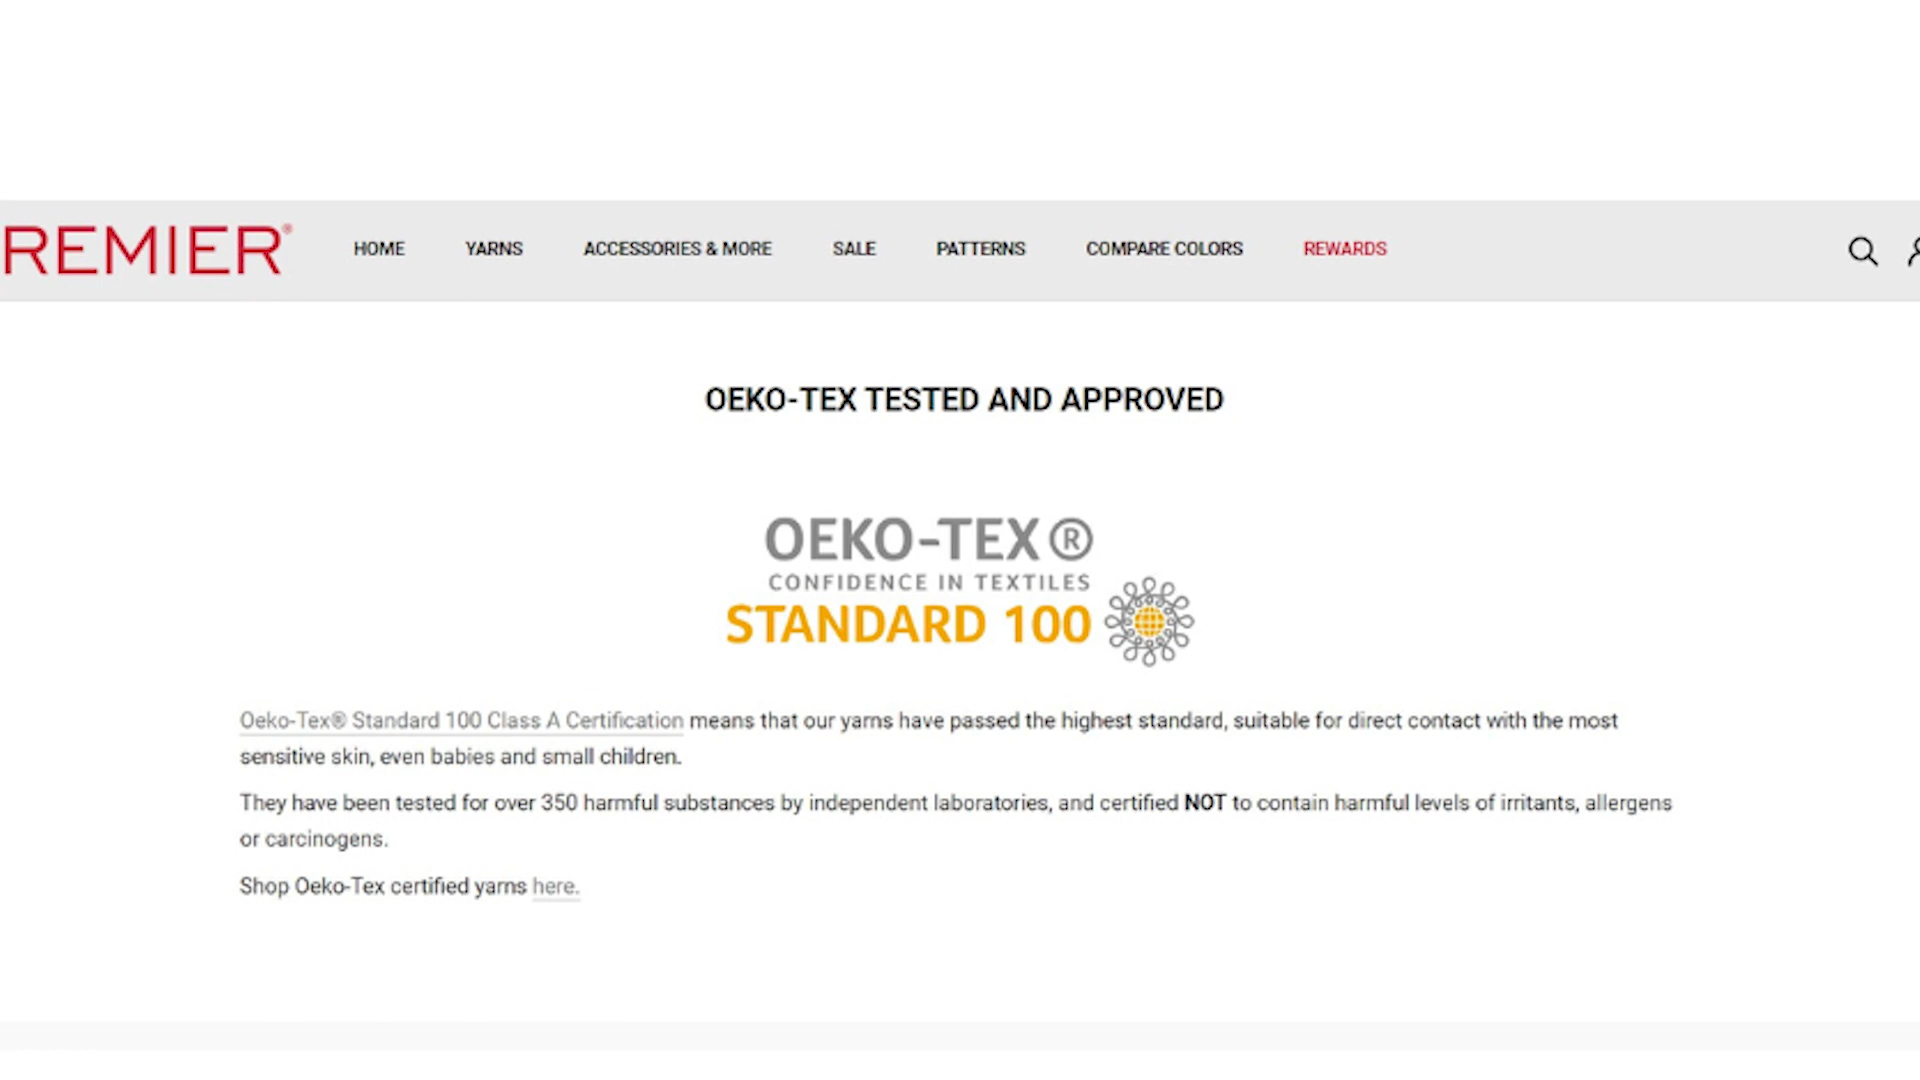 REMIER®
HOME
YARNS
ACCESSORIES & MORE
SALE
PATTERNS
COMPARE COLORS
REWARDS
OEKO-TEX TESTED AND APPROVED
OEKO-TEX®
CONFIDENCE IN TEXTILES
STANDARD 100
Oeko-Tex® Standard 100 Class A Certification means that our yarns have passed the highest standard, suitable for direct contact with the most
sensitive skin, even babies and small children.
They have been tested for over 350 harmful substances by independent laboratories, and certified NOT to contain harmful levels of irritants, allergens
or carcinogens.
Shop Oeko-Tex certified yarns here.